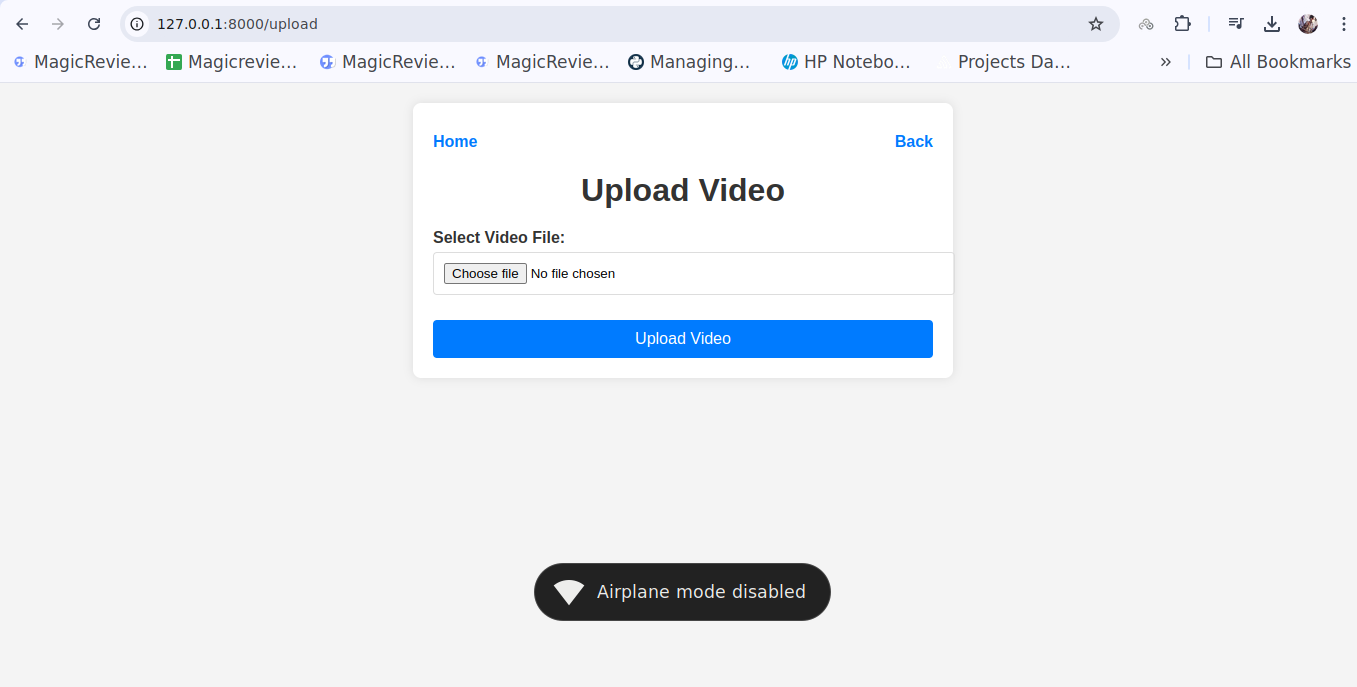 127.0.0.1:8000/upload
MagicRevie... Magicrevie... MagicRevie... MagicRevie... Managing... HP Notebo... Projects Da... » All Bookmarks
Home Back
Upload Video
Select Video File:
Choose file No file chosen
Upload Video
Airplane mode disabled